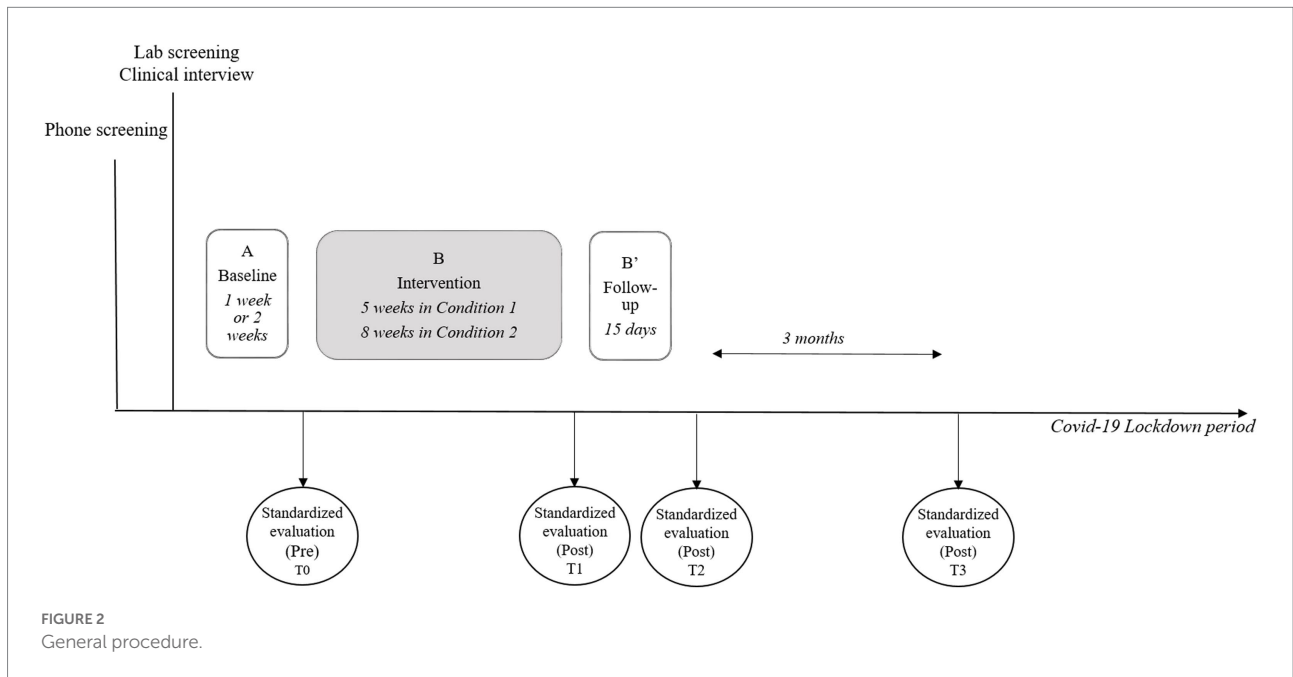 Lab screening
Clinical interview
Phone screening
A
Baseline
1 week
or 2
weeks
B
Intervention
5 weeks in Condition 1
8 weeks in Condition 2
B’
Follow-
up
15 days
3 months
Covid-19 Lockdown period
Standardized
evaluation
(Pre)
T0
Standardized
evaluation
(Post)
T1
Standardized
evaluation
(Post)
T2
Standardized
evaluation
(Post)
T3
FIGURE 2
General procedure.